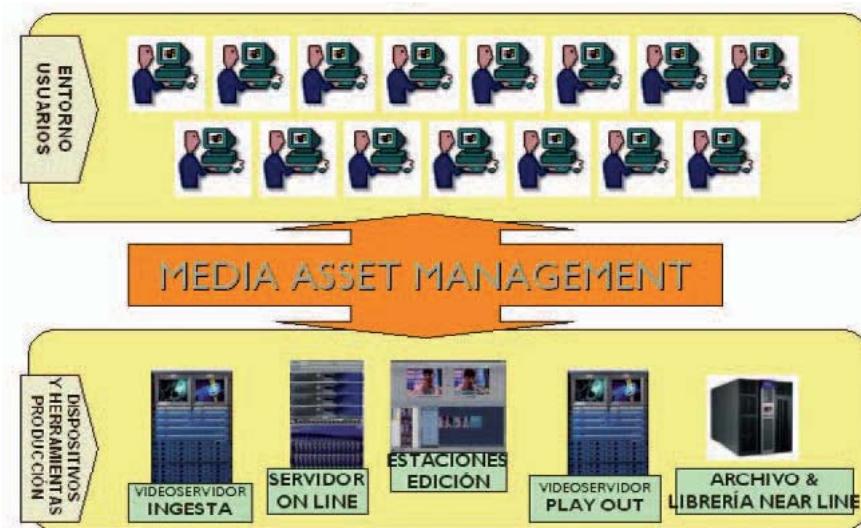 ENTORNO
USUARIOS
MEDIA ASSET MANAGEMENT
DISPOSITIVOS
Y HERRAMIENTAS
PRODUCCIÓN
VIDEOSERVIDOR
INGESTA
SERVIDOR
ON LINE
ESTACIONES
EDICIÓN
VIDEOSERVIDOR
PLAY OUT
ARCHIVO &
LIBRERÍA NEAR LINE